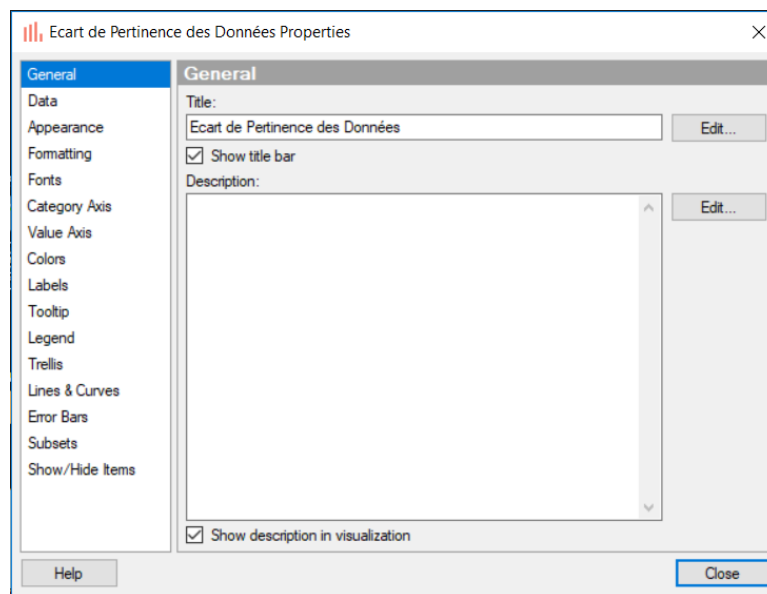 Ecart de Pertinence des Données Properties
General
Data
Appearance
Formatting
Fonts
Category Axis
Value Axis
Colors
Labels
Tooltip
Legend
Trellis
Lines & Curves
Error Bars
Subsets
Show/Hide Items
General
Title:
Ecart de Pertinence des Données
Edit...
Show title bar
Description:
Edit...
Show description in visualization
Help
Close